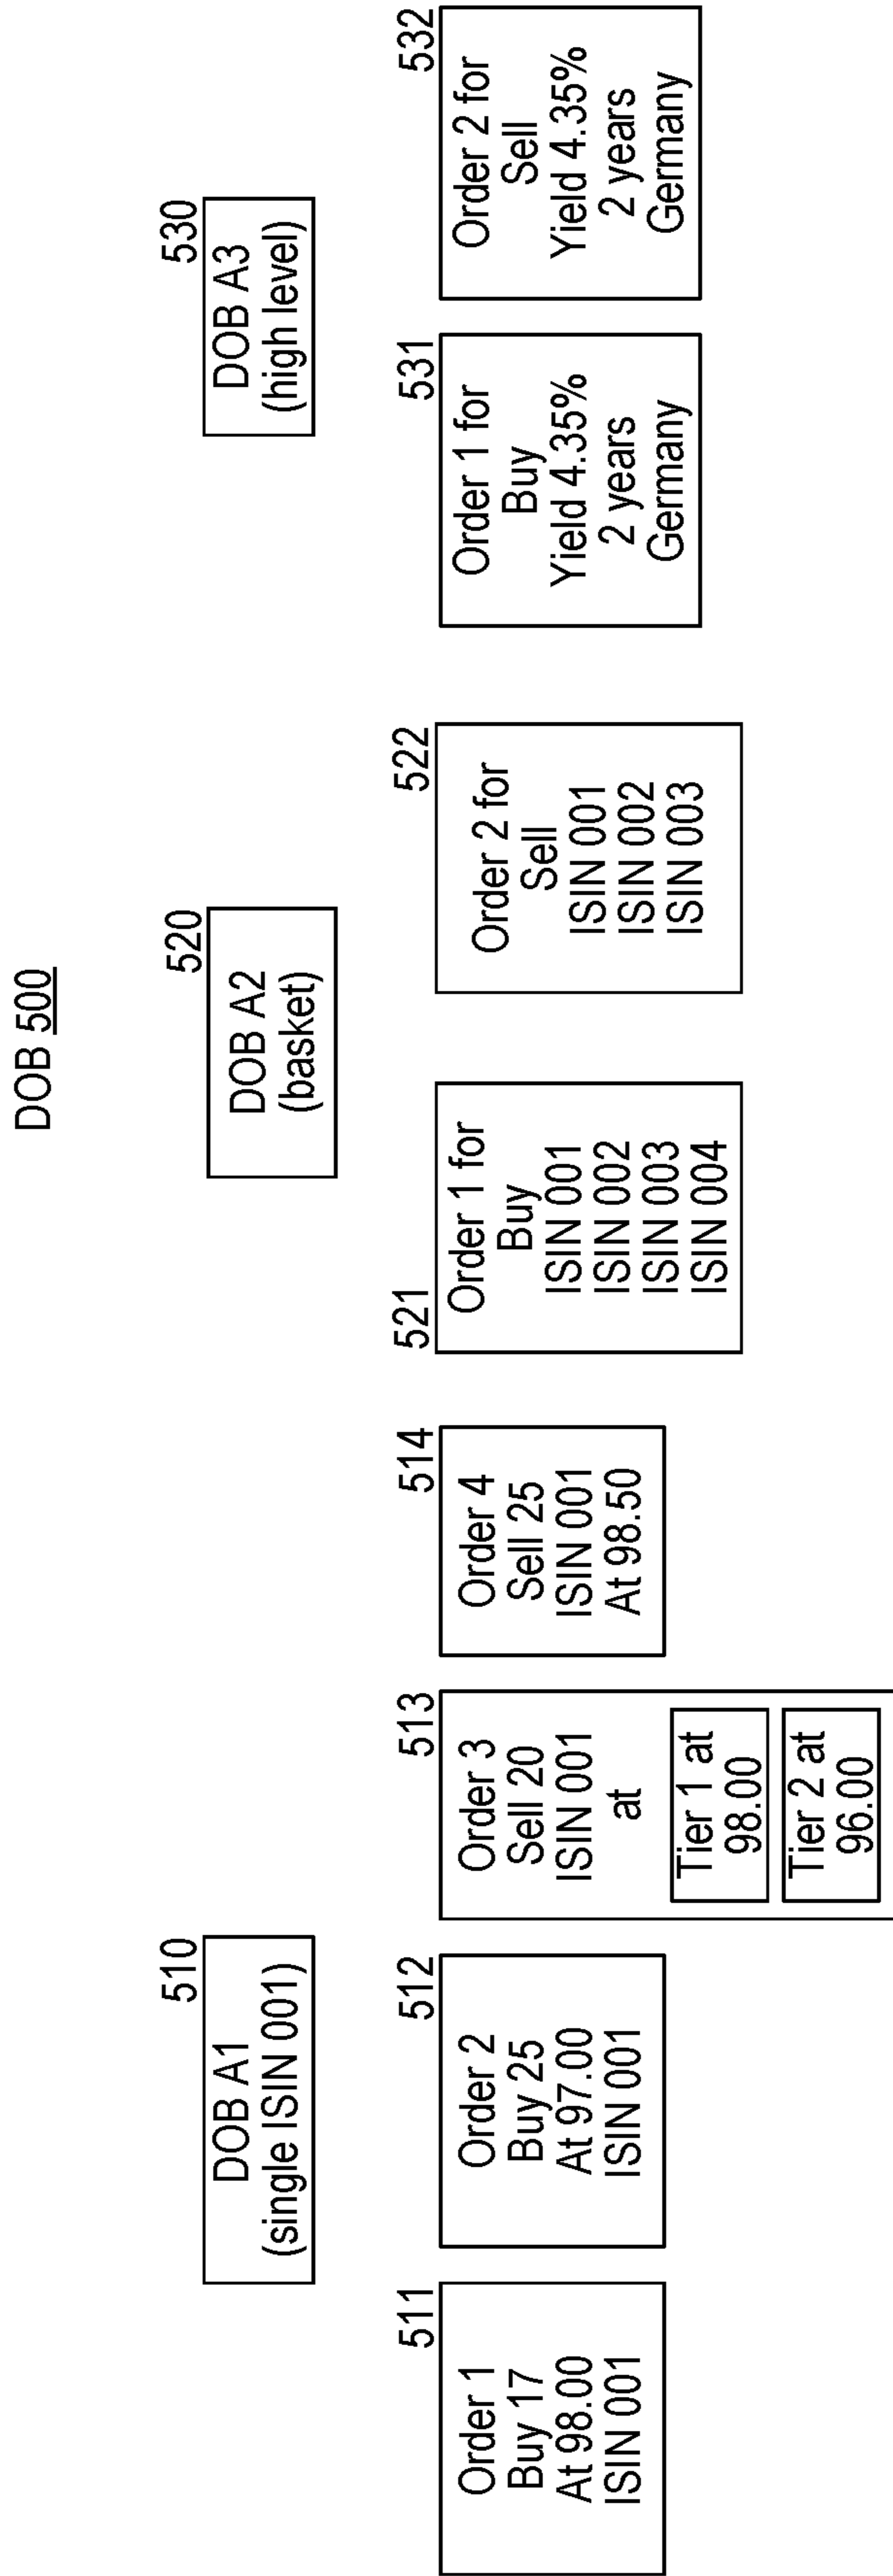 DOB 500
510
DOB A1
(single ISIN 001)
520
DOB A2
(basket)
530
DOB A3
(high level)
511
Order 1
Buy 17
At 98.00
ISIN 001
512
Order 2
Buy 25
At 97.00
ISIN 001
513
Order 3
Sell 20
ISIN 001
at
Tier 1 at
98.00
Tier 2 at
96.00
514
Order 4
Sell 25
ISIN 001
At 98.50
521
Order 1 for
Buy
ISIN 001
ISIN 002
ISIN 003
ISIN 004
522
Order 2 for
Sell
ISIN 001
ISIN 002
ISIN 003
531
Order 1 for
Buy
Yield 4.35%
2 years
Germany
532
Order 2 for
Sell
Yield 4.35%
2 years
Germany